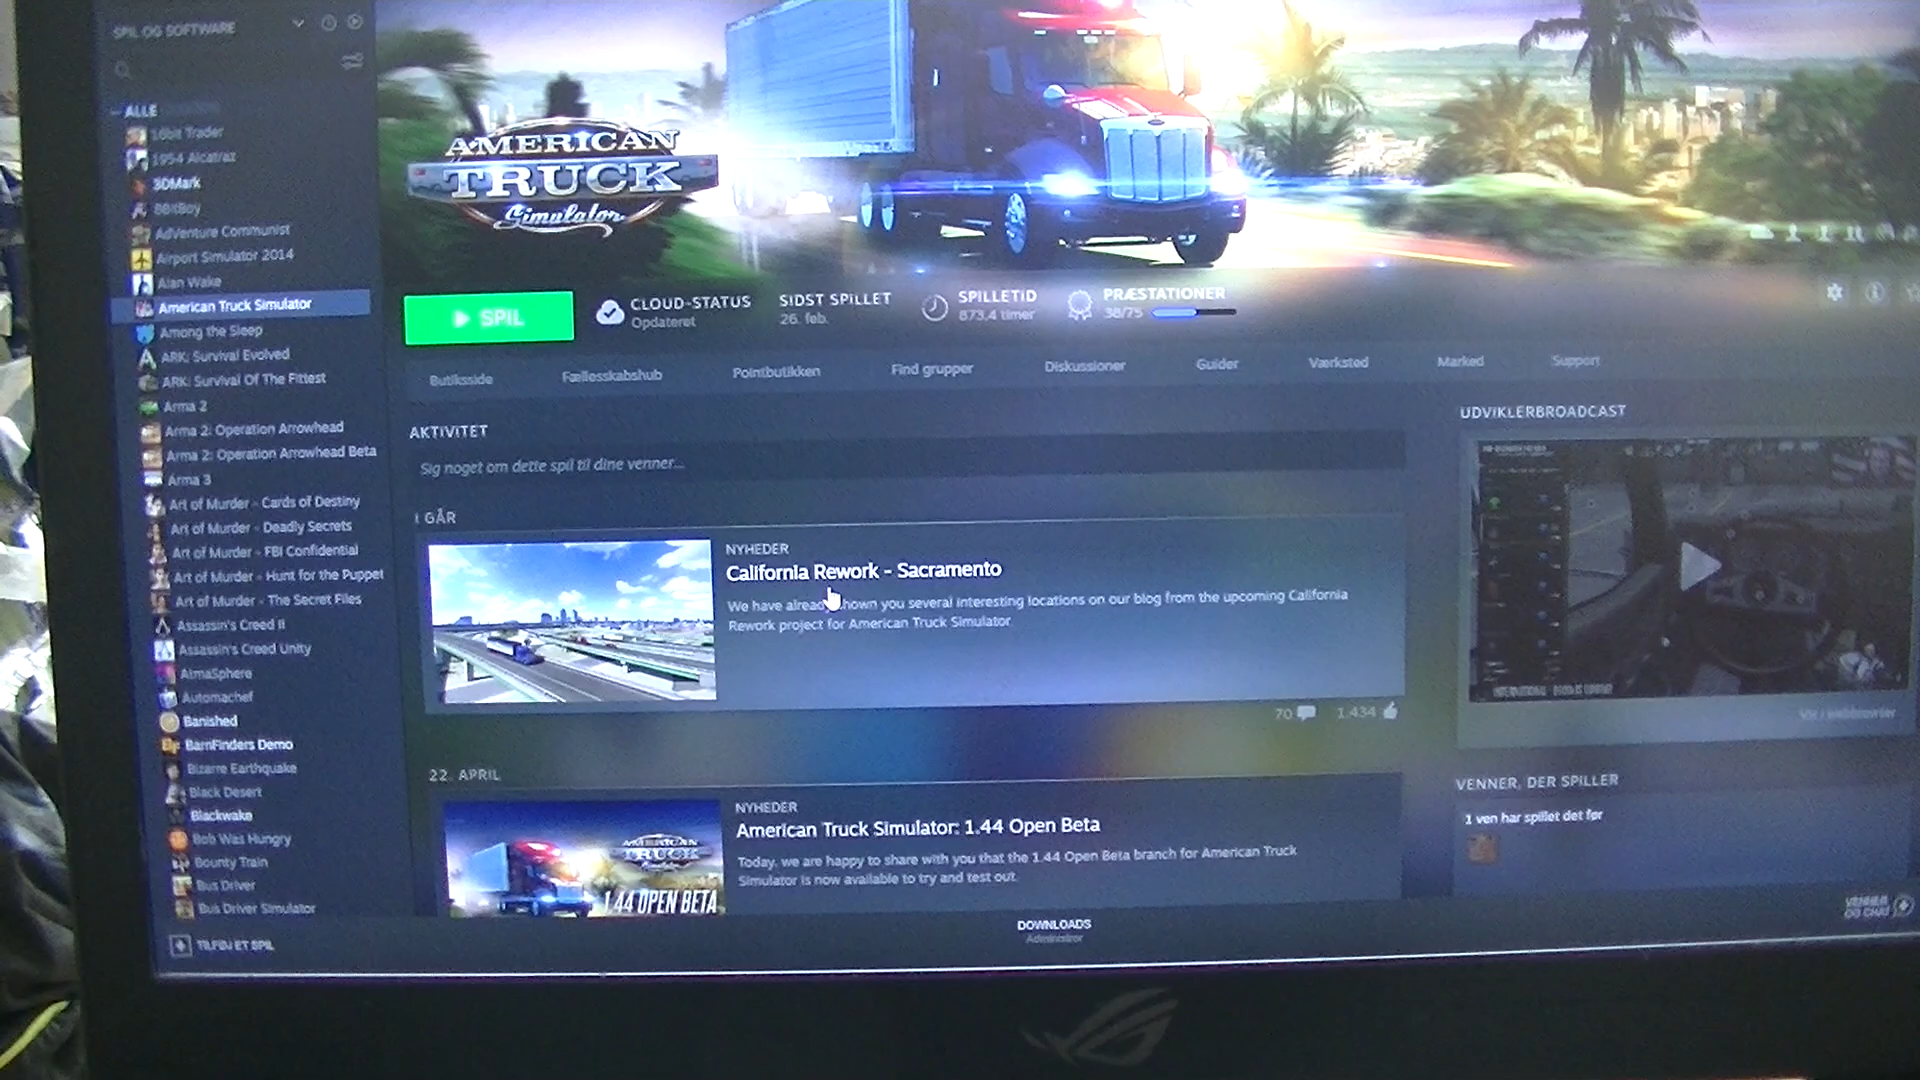 SPIL OG SOFTWARE
ALLE
16bit Trader
1954 Alcatraz
3DMark
8BitBoy
AdVenture Communist
Airport Simulator 2014
Alan Wake
American Truck Simulator
Among the Sleep
ARK: Survival Evolved
ARK: Survival Of The Fittest
Arma 2
Arma 2: Operation Arrowhead
Arma 2: Operation Arrowhead Beta
Arma 3
Art of Murder - Cards of Destiny
Art of Murder - Deadly Secrets
Art of Murder - FBI Confidential
Art of Murder - Hunt for the Puppet
Art of Murder - The Secret Files
Assassin's Creed II
Assassin's Creed Unity
AtmaSphere
Automachef
Banished
BarnFinders Demo
Bizarre Earthquake
Black Desert
Blackwake
Bob Was Hungry
Bounty Train
Bus Driver
Bus Driver Simulator
TILFØJ ET SPIL
AMERICAN
TRUCK
Simulator
SPIL
CLOUD-STATUS
Opdateret
SIDST SPILLET
26. feb.
SPILLETID
873,4 timer
PRÆSTATIONER
38/75
Butiksside
Fællesskabshub
Pointbutikken
Find grupper
Diskussioner
Guider
Værksted
Marked
Support
AKTIVITET
Sig noget om dette spil til dine venner...
I GÅR
NYHEDER
California Rework - Sacramento
We have alread hown you several interesting locations on our blog from the upcoming California
Rework project for American Truck Simulator
70
1.434
22. APRIL
NYHEDER
American Truck Simulator: 1.44 Open Beta
Today, we are happy to share with you that the 1.44 Open Beta branch for American Truck
Simulator is now available to try and test out.
AMERICAN
TRUCK
Simulator
1.44 OPEN BETA
UDVIKLERBROADCAST
Vis i webbrowser
VENNER, DER SPILLER
1 ven har spillet det før
DOWNLOADS
Administrer
VENNER
OG CHAT